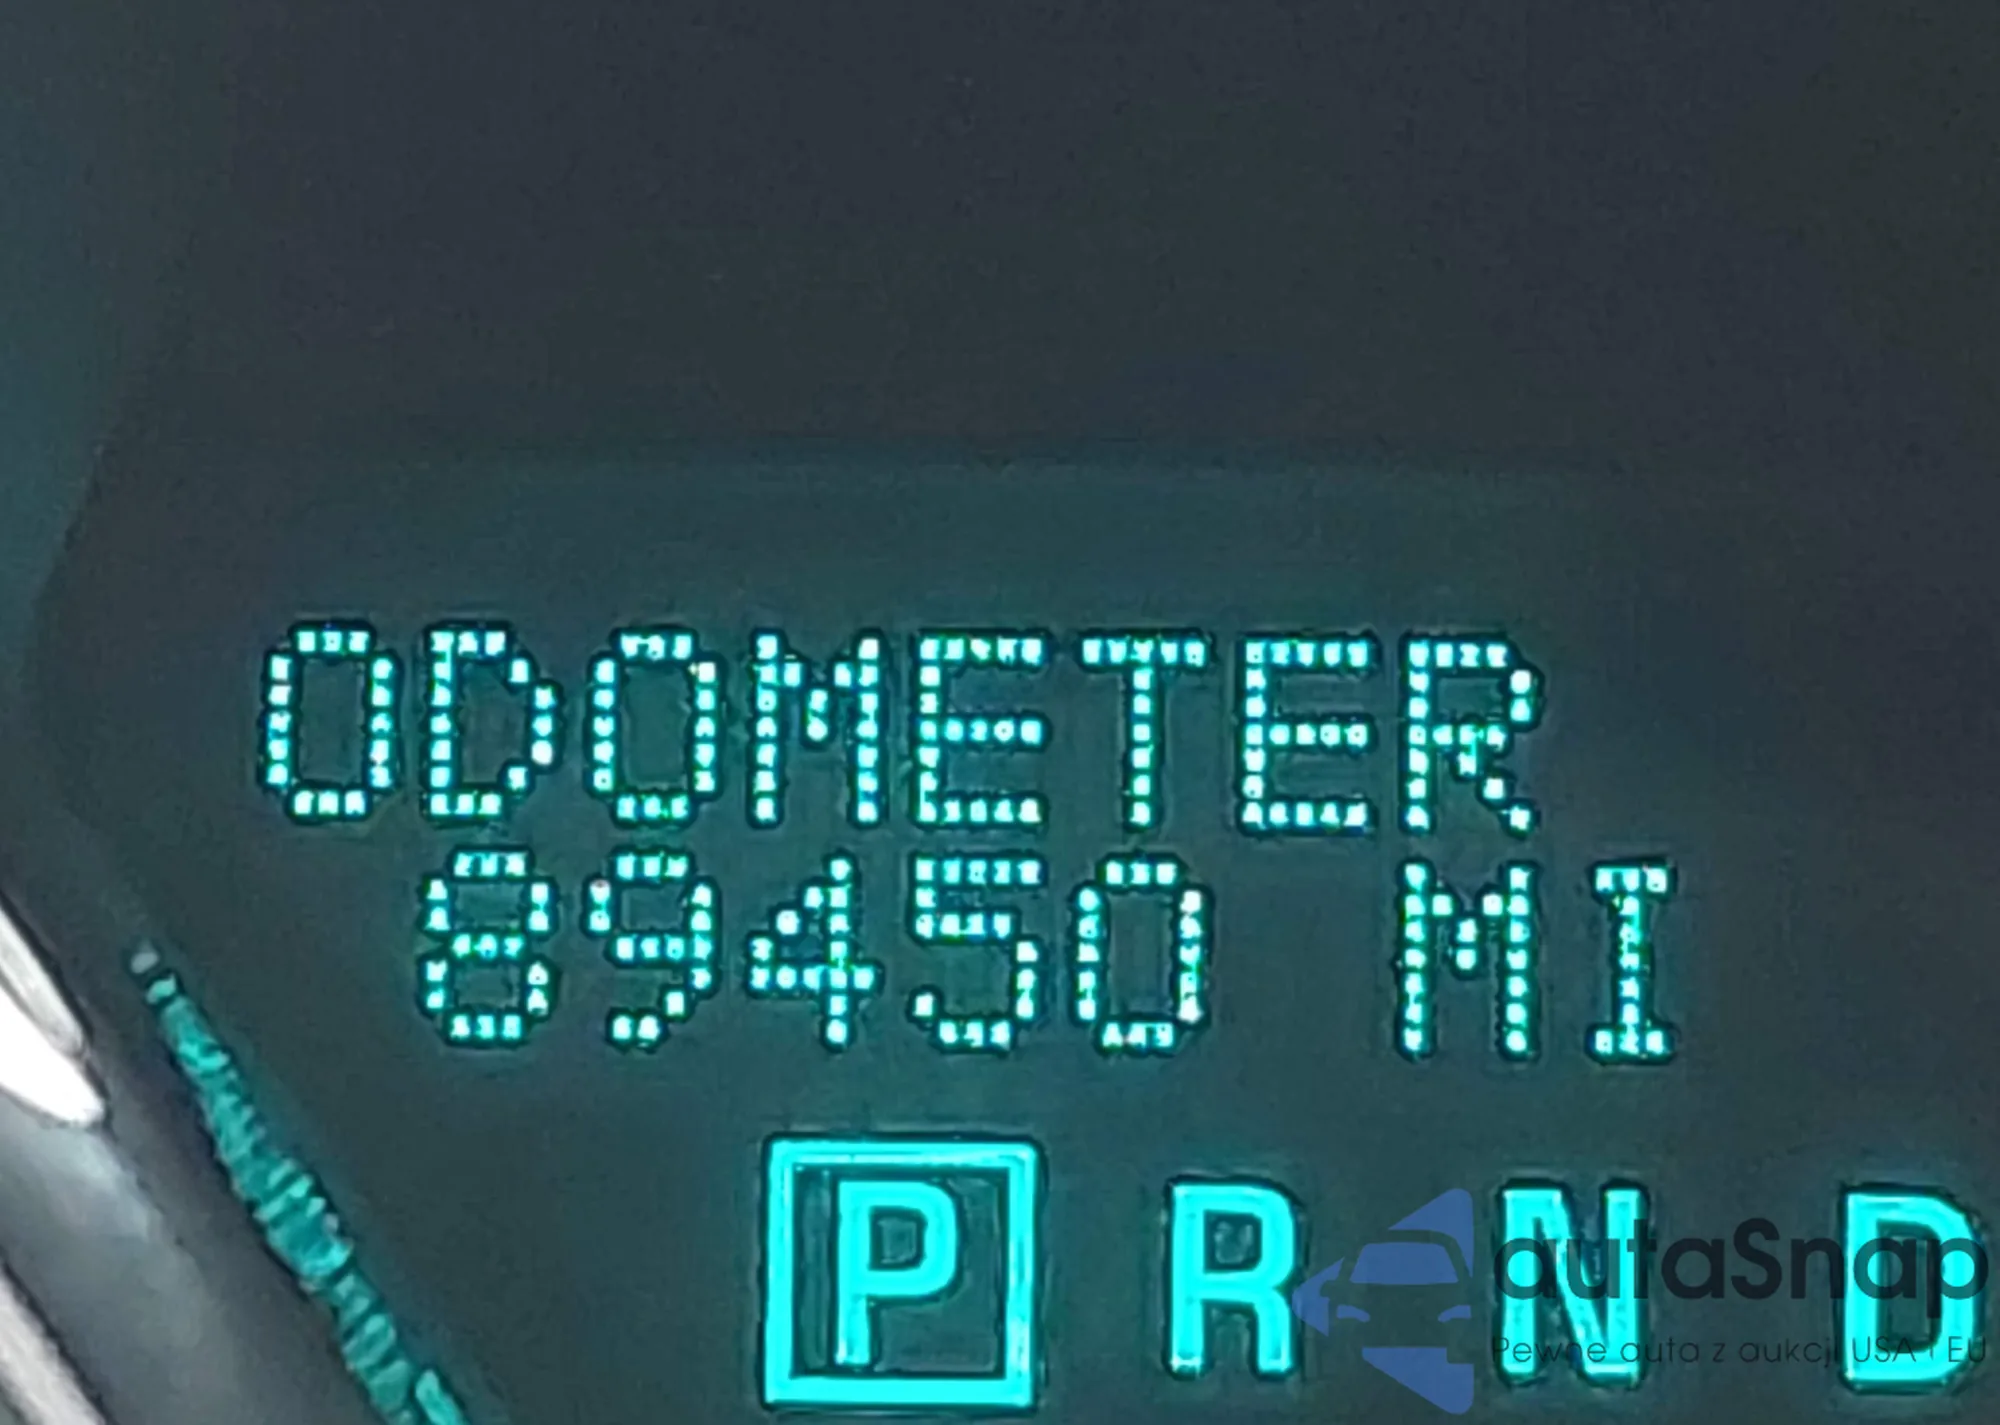 ODOMETER
89450 MI
P R N D
autaSnap
Pewne auta z aukcji USA i EU